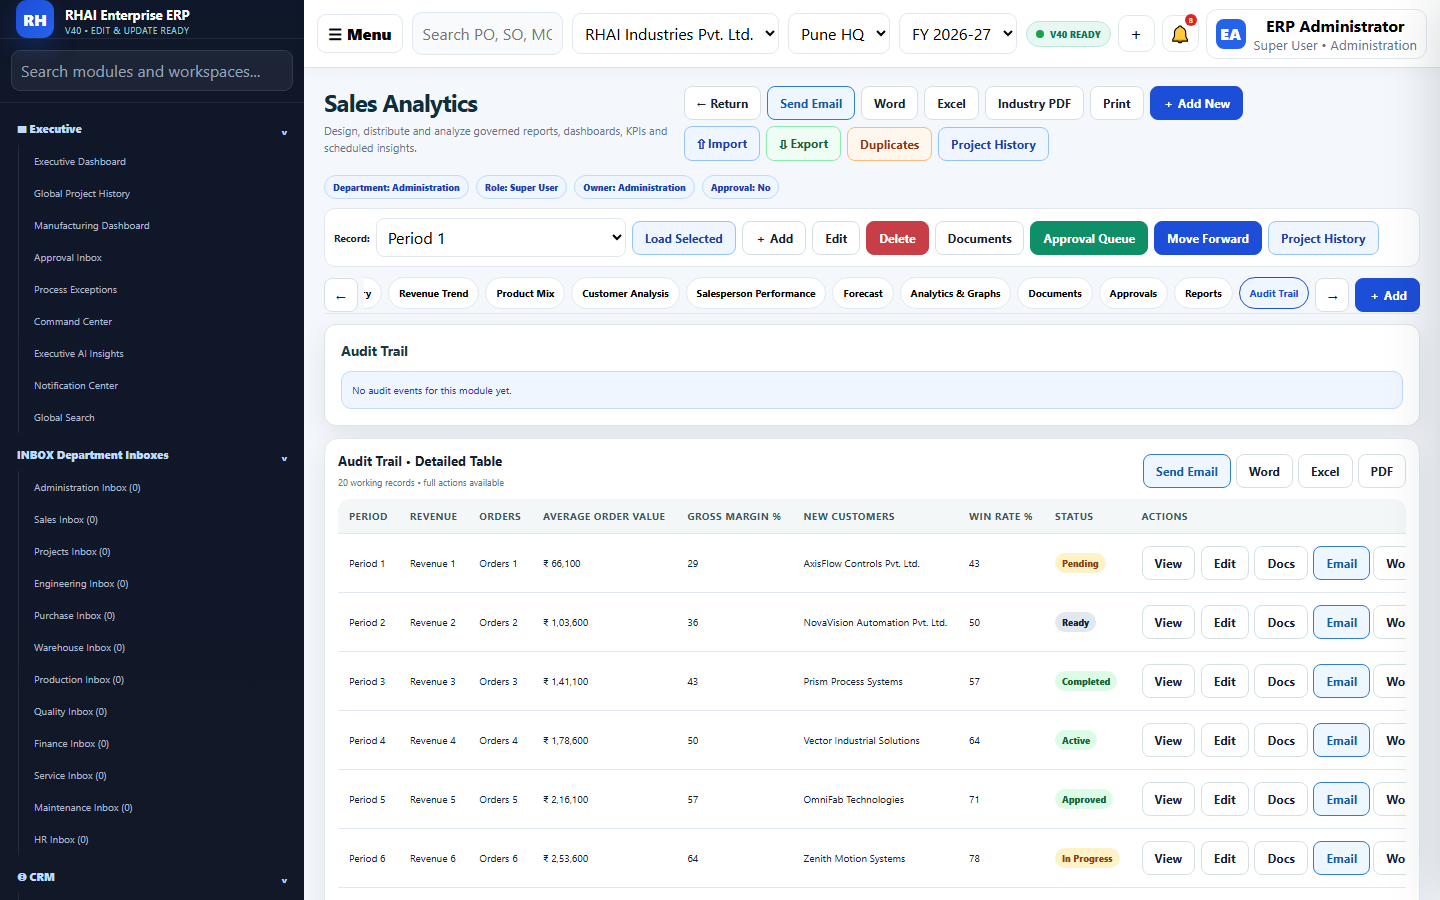 RH
RHAI Enterprise ERP
V40 • EDIT & UPDATE READY
Search modules and workspaces...
Executive
Executive Dashboard
Global Project History
Manufacturing Dashboard
Approval Inbox
Process Exceptions
Command Center
Executive AI Insights
Notification Center
Global Search
INBOX Department Inboxes
Administration Inbox (0)
Sales Inbox (0)
Projects Inbox (0)
Engineering Inbox (0)
Purchase Inbox (0)
Warehouse Inbox (0)
Production Inbox (0)
Quality Inbox (0)
Finance Inbox (0)
Service Inbox (0)
Maintenance Inbox (0)
HR Inbox (0)
CRM
☰ Menu
Search PO, SO, MC
RHAI Industries Pvt. Ltd.
Pune HQ
FY 2026-27
V40 READY
+
8
EA
ERP Administrator
Super User • Administration
Sales Analytics
Design, distribute and analyze governed reports, dashboards, KPIs and
scheduled insights.
← Return
Send Email
Word
Excel
Industry PDF
Print
+ Add New
⇧ Import
⇩ Export
Duplicates
Project History
Department: Administration
Role: Super User
Owner: Administration
Approval: No
Record:
Period 1
Load Selected
+ Add
Edit
Delete
Documents
Approval Queue
Move Forward
Project History
←
ry
Revenue Trend
Product Mix
Customer Analysis
Salesperson Performance
Forecast
Analytics & Graphs
Documents
Approvals
Reports
Audit Trail
→
+ Add
Audit Trail
No audit events for this module yet.
Audit Trail • Detailed Table
20 working records • full actions available
Send Email
Word
Excel
PDF
PERIOD REVENUE ORDERS AVERAGE ORDER VALUE GROSS MARGIN % NEW CUSTOMERS WIN RATE % STATUS ACTIONS
Period 1 Revenue 1 Orders 1 ₹ 66,100 29 AxisFlow Controls Pvt. Ltd. 43 Pending View Edit Docs Email Wo
Period 2 Revenue 2 Orders 2 ₹ 1,03,600 36 NovaVision Automation Pvt. Ltd. 50 Ready View Edit Docs Email Wo
Period 3 Revenue 3 Orders 3 ₹ 1,41,100 43 Prism Process Systems 57 Completed View Edit Docs Email Wo
Period 4 Revenue 4 Orders 4 ₹ 1,78,600 50 Vector Industrial Solutions 64 Active View Edit Docs Email Wo
Period 5 Revenue 5 Orders 5 ₹ 2,16,100 57 OmniFab Technologies 71 Approved View Edit Docs Email Wo
Period 6 Revenue 6 Orders 6 ₹ 2,53,600 64 Zenith Motion Systems 78 In Progress View Edit Docs Email Wo